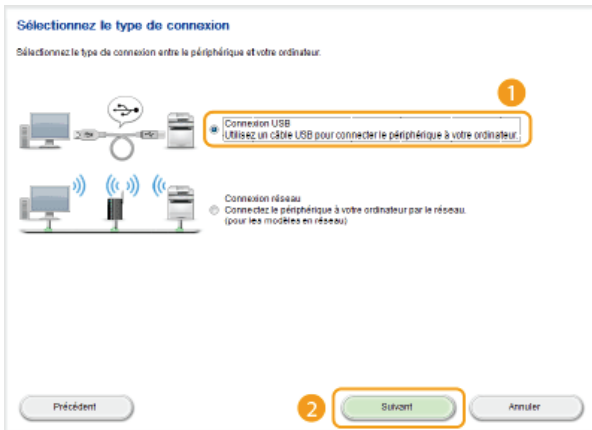 Sélectionnez le type de connexion
Sélectionnez le type de connexion entre le périphérique et votre ordinateur.
1
Connexion USB
Utilisez un câble USB pour connecter le périphérique à votre ordinateur.
Connexion réseau
Connectez le périphérique à votre ordinateur par le réseau.
(pour les modèles en réseau)
Précédent
2
Suivant
Annuler